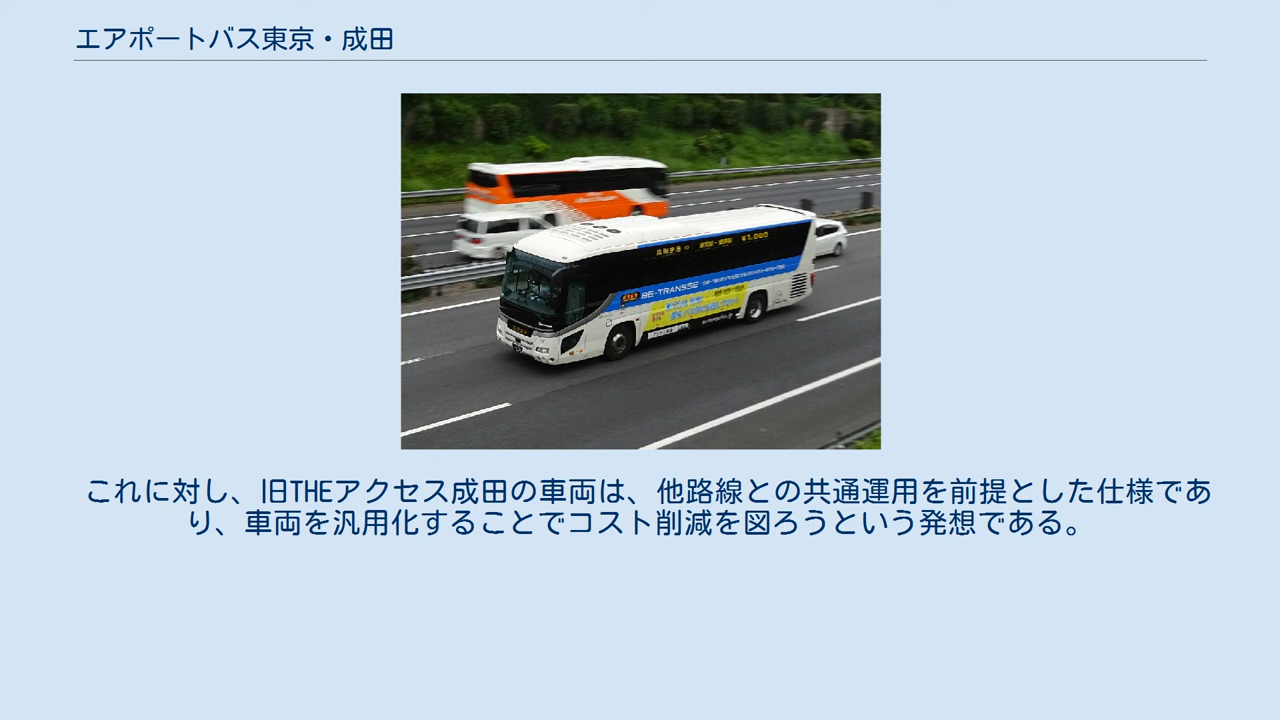 エアポートバス東京・成田
¥1,000
BE-TRANSSE
これに対し、旧THEアクセス成田の車両は、他路線との共通運用を前提とした仕様であ
り、車両を汎用化することでコスト削減を図ろうという発想である。